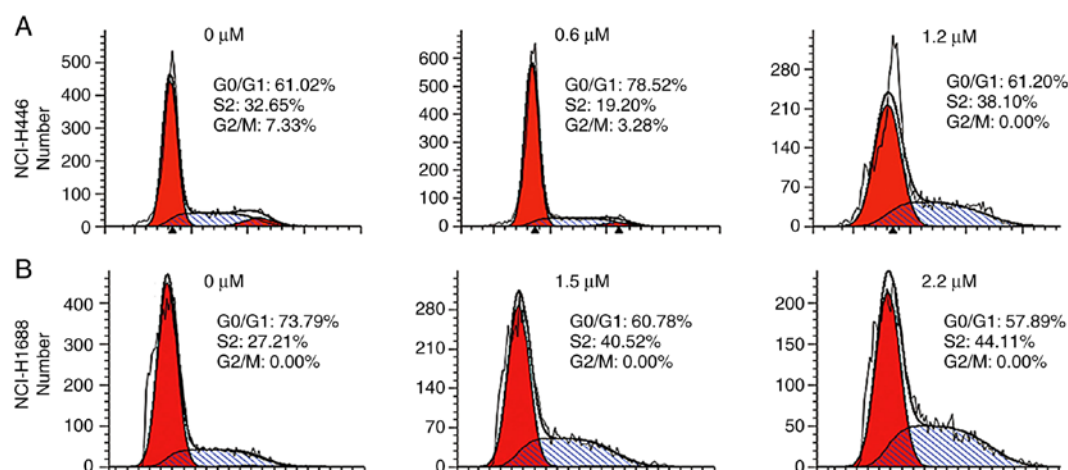 A
NCI-H446
Number
0 µM
500
400
300
200
100
0
G0/G1: 61.02%
S2: 32.65%
G2/M: 7.33%
0.6 µM
600
500
400
300
200
100
0
G0/G1: 78.52%
S2: 19.20%
G2/M: 3.28%
1.2 µM
280
210
140
70
0
G0/G1: 61.20%
S2: 38.10%
G2/M: 0.00%
B
NCI-H1688
Number
0 µM
400
300
200
100
0
G0/G1: 73.79%
S2: 27.21%
G2/M: 0.00%
1.5 µM
280
210
140
70
0
G0/G1: 60.78%
S2: 40.52%
G2/M: 0.00%
2.2 µM
200
150
100
50
0
G0/G1: 57.89%
S2: 44.11%
G2/M: 0.00%